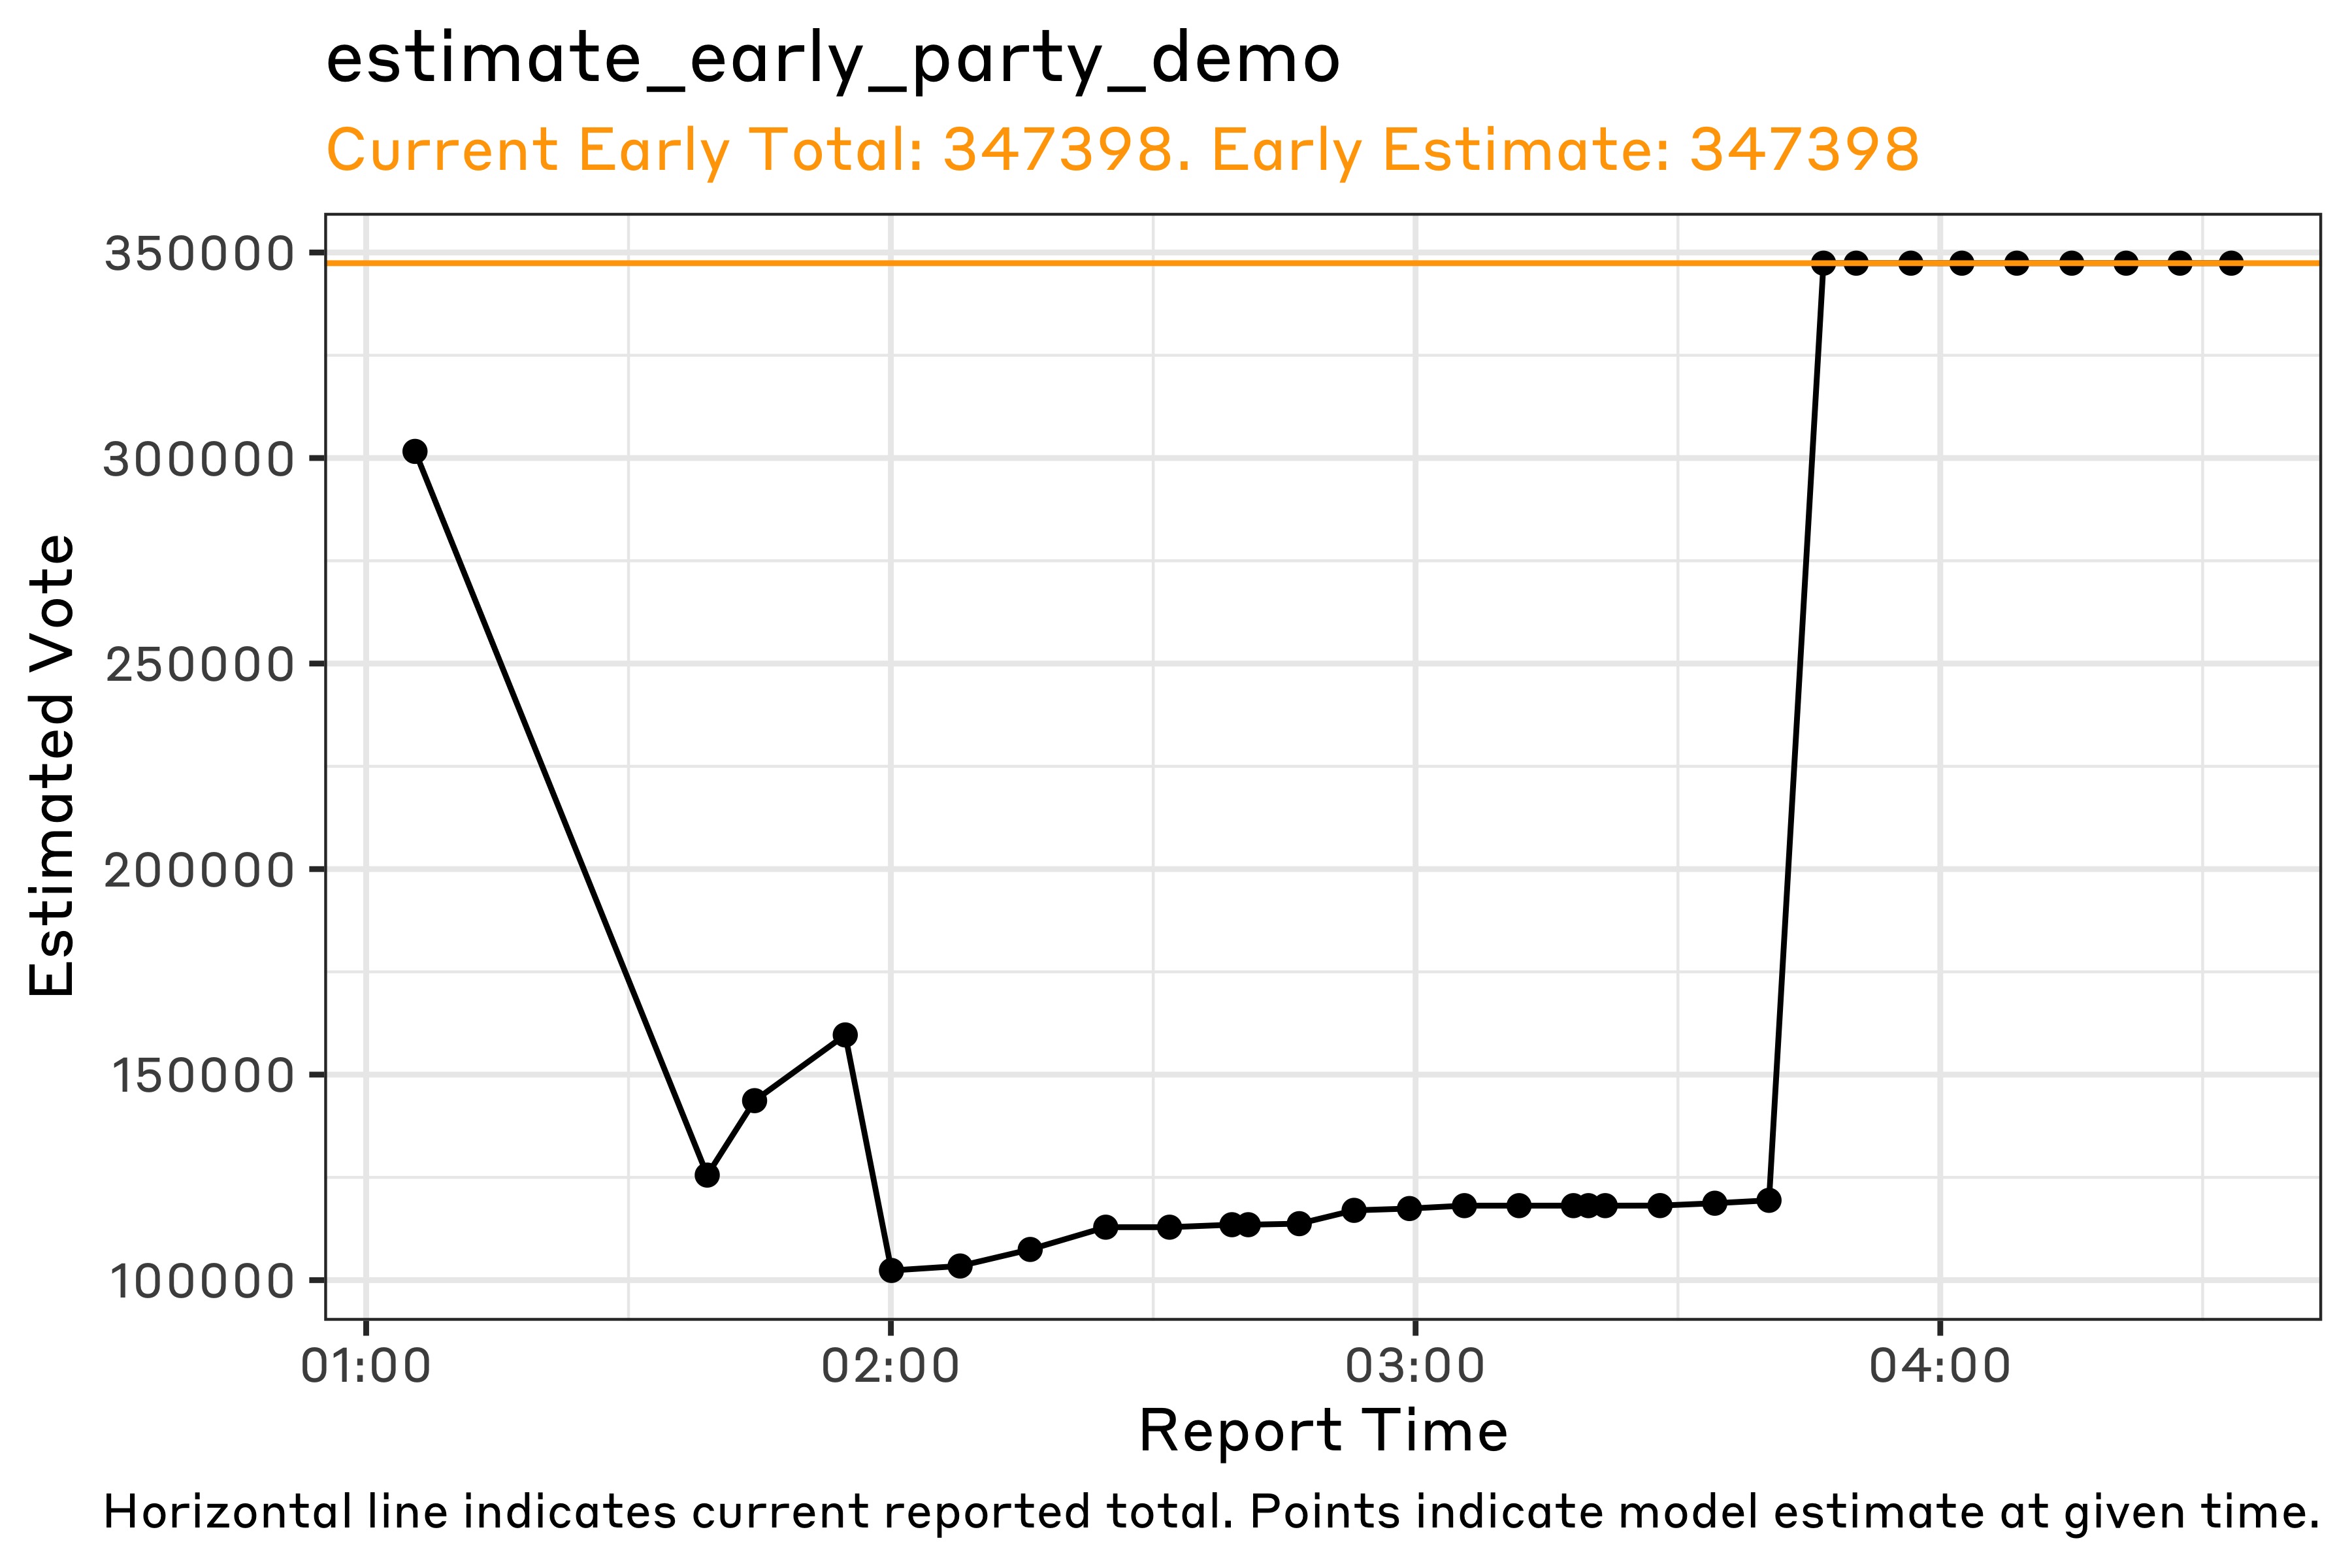 estimate_early_party_demo
Current Early Total: 347398. Early Estimate: 347398
350000
300000
250000
200000
150000
100000
Estimated Vote
01:00 02:00 03:00 04:00
Report Time
Horizontal line indicates current reported total. Points indicate model estimate at given time.